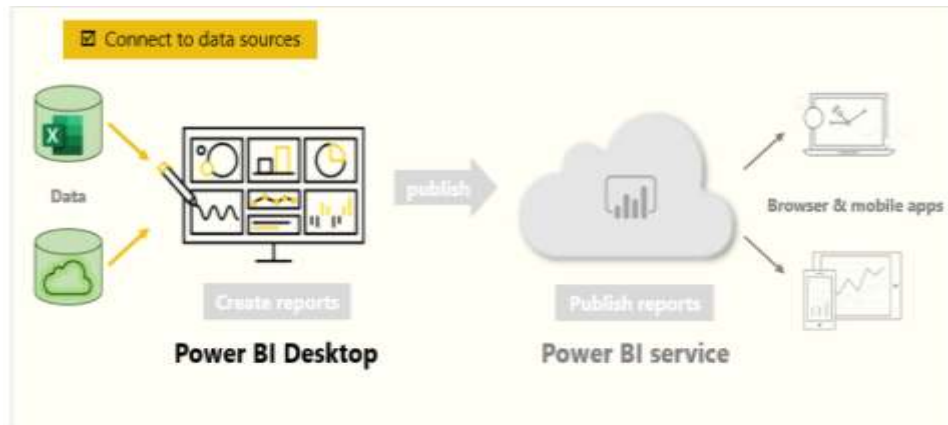 Connect to data sources
X
Data
publish
Browser & mobile apps
Create reports
Publish reports
Power BI Desktop
Power BI service